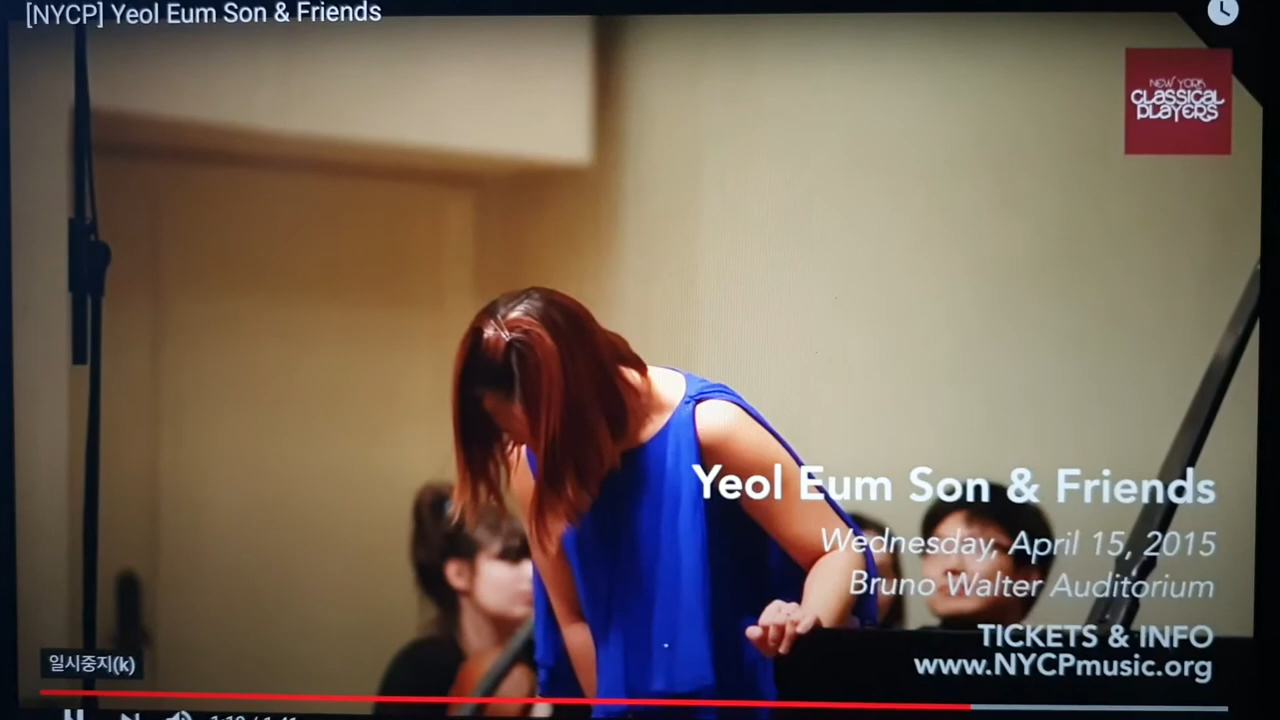 [NYCP] Yeol Eum Son & Friends
NEW YORK
CLASSICAL
PLAYERS
Yeol Eum Son & Friends
Wednesday, April 15, 2015
Bruno Walter Auditorium
TICKETS & INFO
www.NYCPmusic.org
일시중지(k)